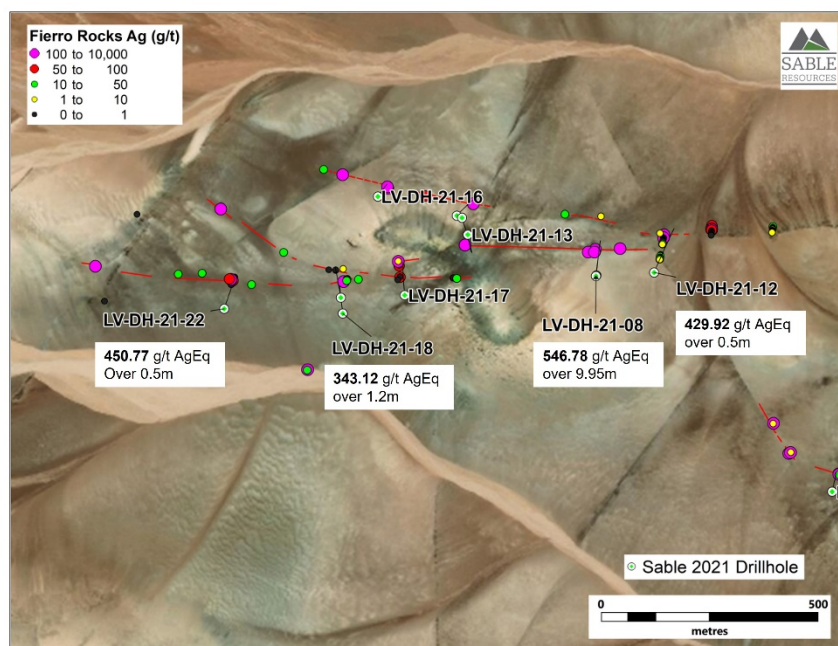 Fierro Rocks Ag (g/t)
100 to 10,000
50 to 100
10 to 50
1 to 10
0 to 1
SABLE
RESOURCES
LV-DH-21-16
LV-DH-21-13
LV-DH-21-17
LV-DH-21-12
LV-DH-21-22
LV-DH-21-08
LV-DH-21-18
429.92 g/t AgEq
over 0.5m
450.77 g/t AgEq
Over 0.5m
546.78 g/t AgEq
over 9.95m
343.12 g/t AgEq
over 1.2m
Sable 2021 Drillhole
0 500
metres